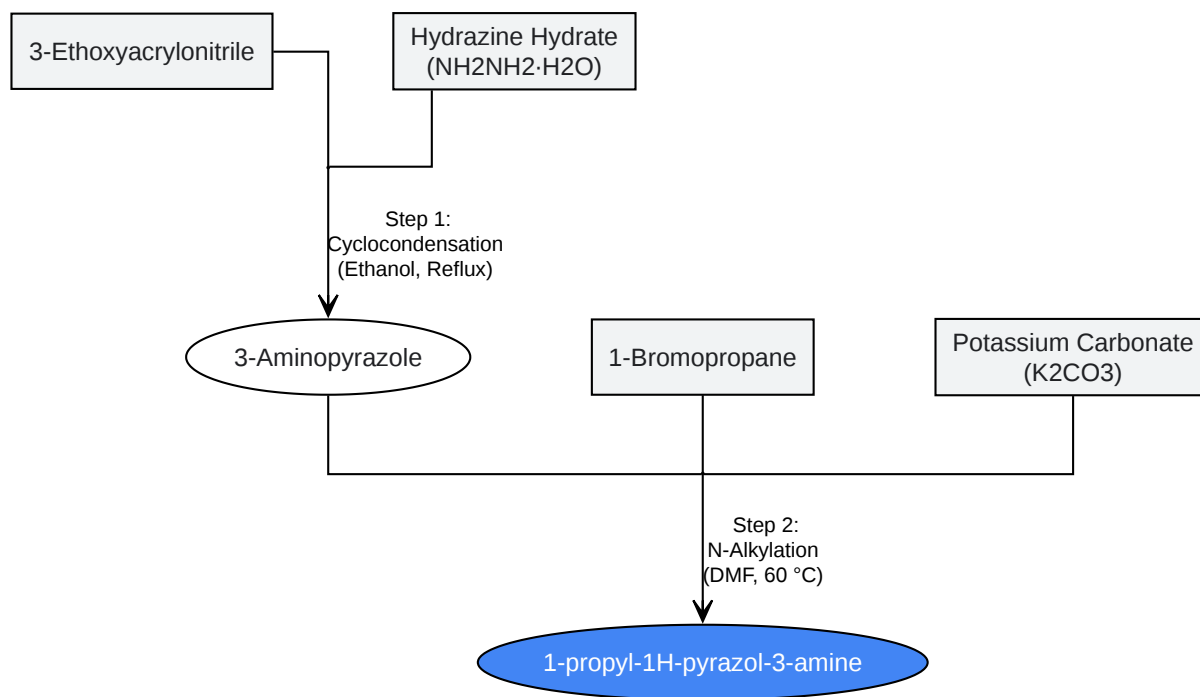 3-Ethoxyacrylonitrile
Hydrazine Hydrate
(NH2NH2·H2O)
Step 1:
Cyclocondensation
(Ethanol, Reflux)
3-Aminopyrazole
1-Bromopropane
Potassium Carbonate
(K2CO3)
Step 2:
N-Alkylation
(DMF, 60 °C)
1-propyl-1H-pyrazol-3-amine